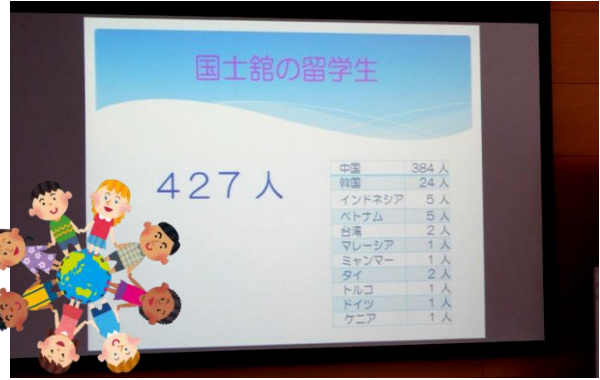 国士舘の留学生
427人
中国 384人
韓国 24人
インドネシア 5人
ベトナム 5人
台湾 2人
マレーシア 1人
ミャンマー 1人
タイ 2人
トルコ 1人
ドイツ 1人
ケニア 1人